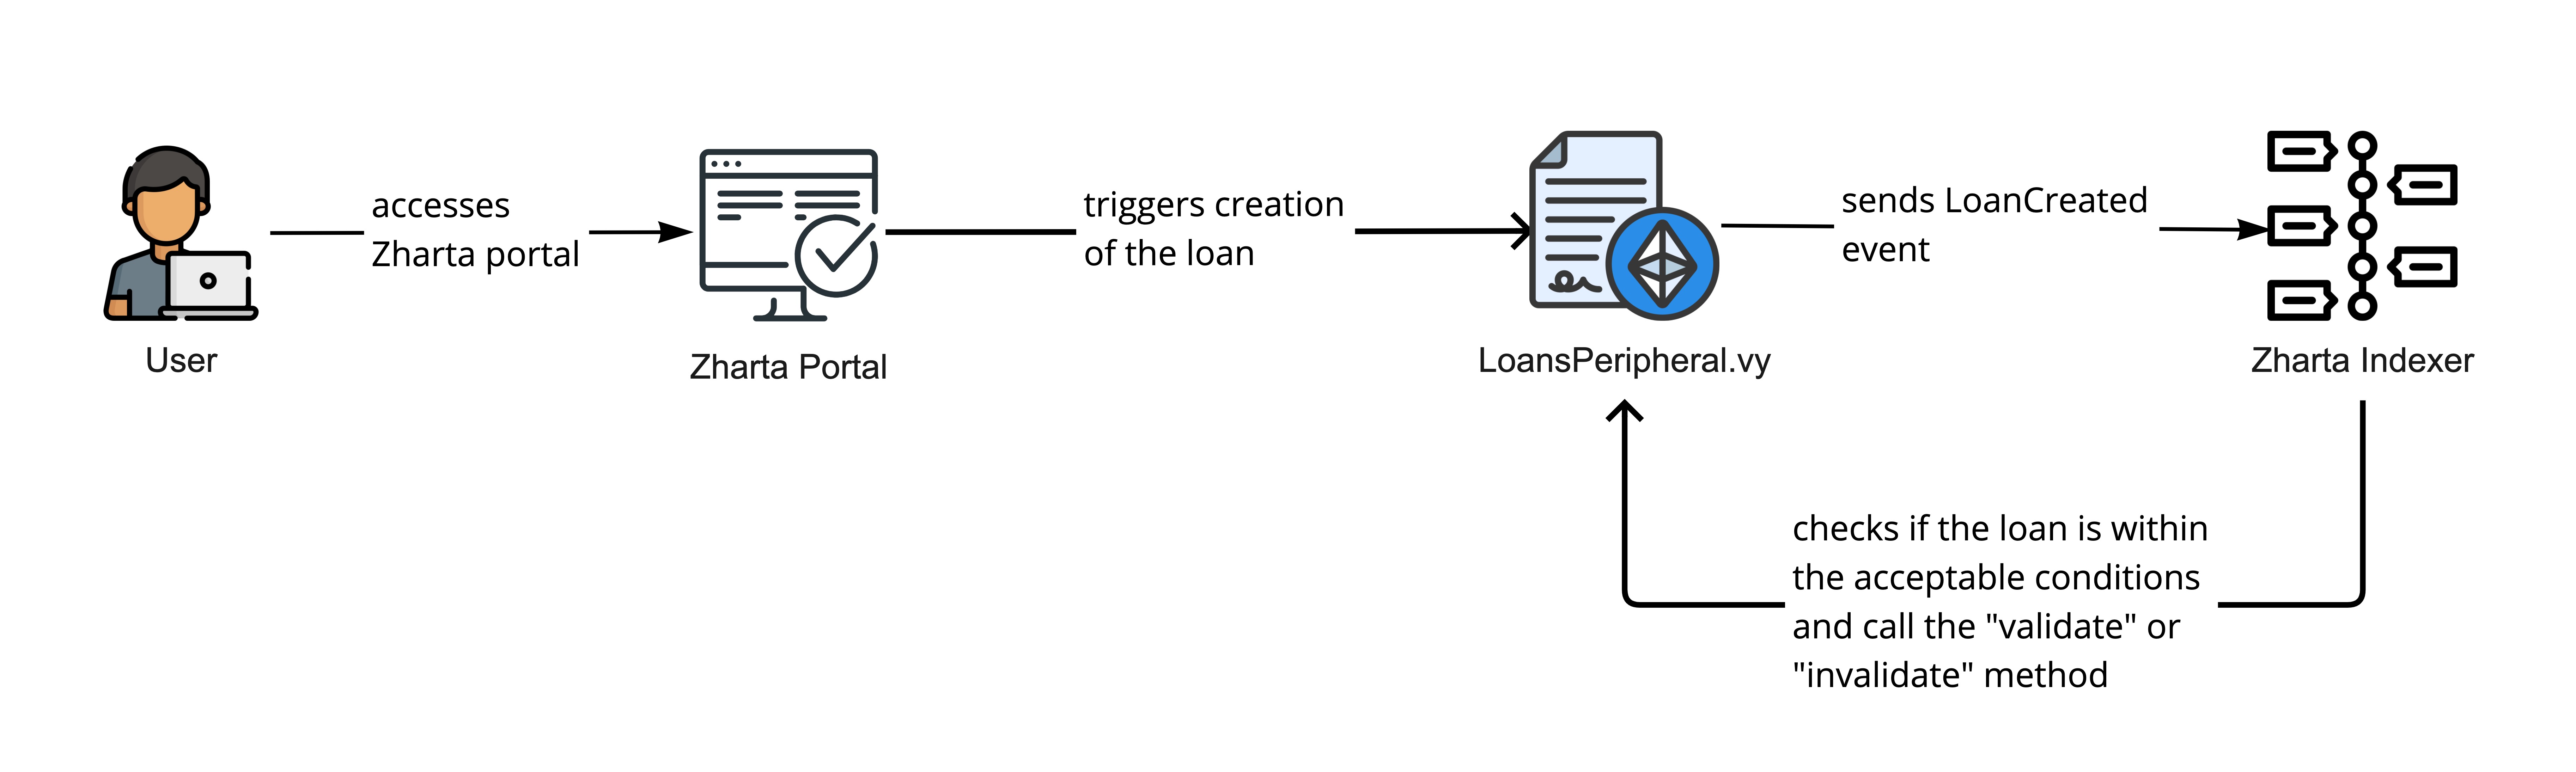 accesses
Zharta portal
triggers creation
of the loan
sends LoanCreated
event
User
Zharta Portal
LoansPeripheral.vy
Zharta Indexer
checks if the loan is within
the acceptable conditions
and call the "validate" or
"invalidate" method